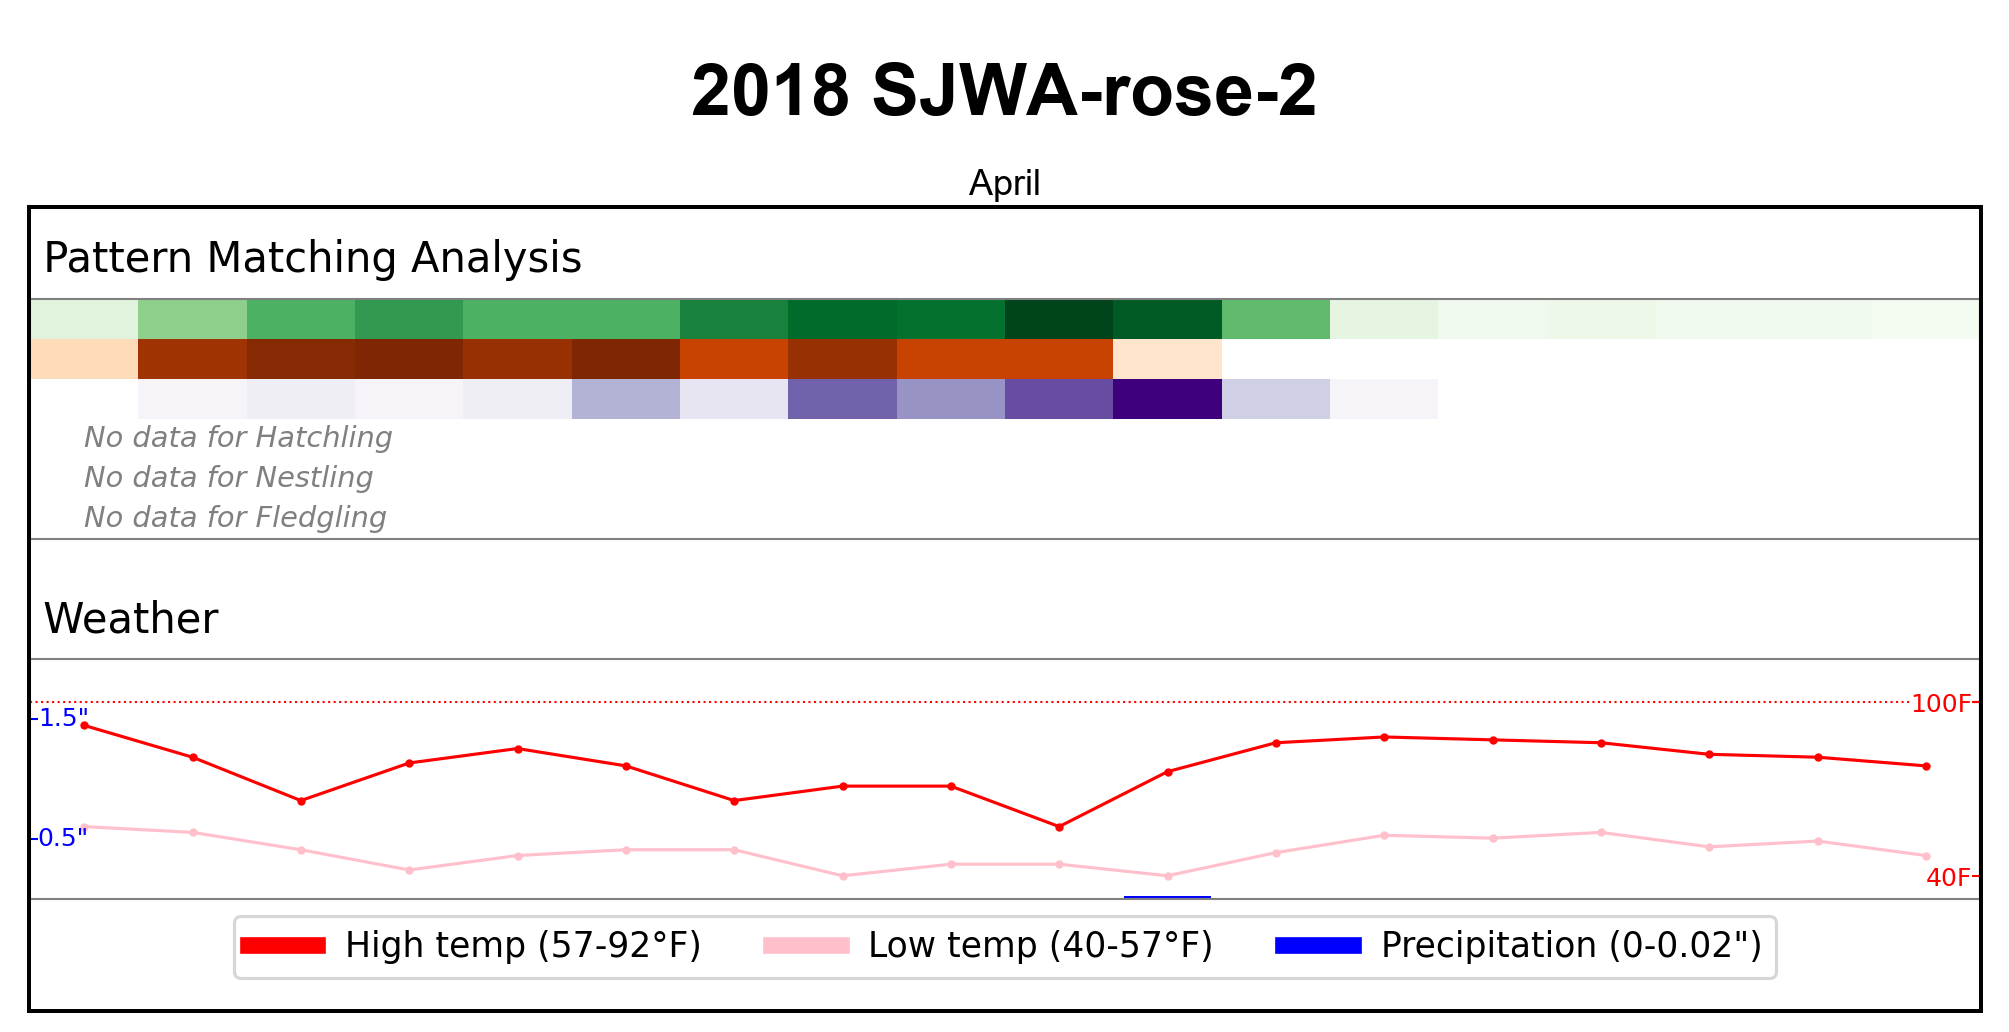 2018 SJWA-rose-2
April
Pattern Matching Analysis
No data for Hatchling
No data for Nestling
No data for Fledgling
Weather
100F
1.5"
0.5"
40F
High temp (57-92°F) Low temp (40-57°F) Precipitation (0-0.02")